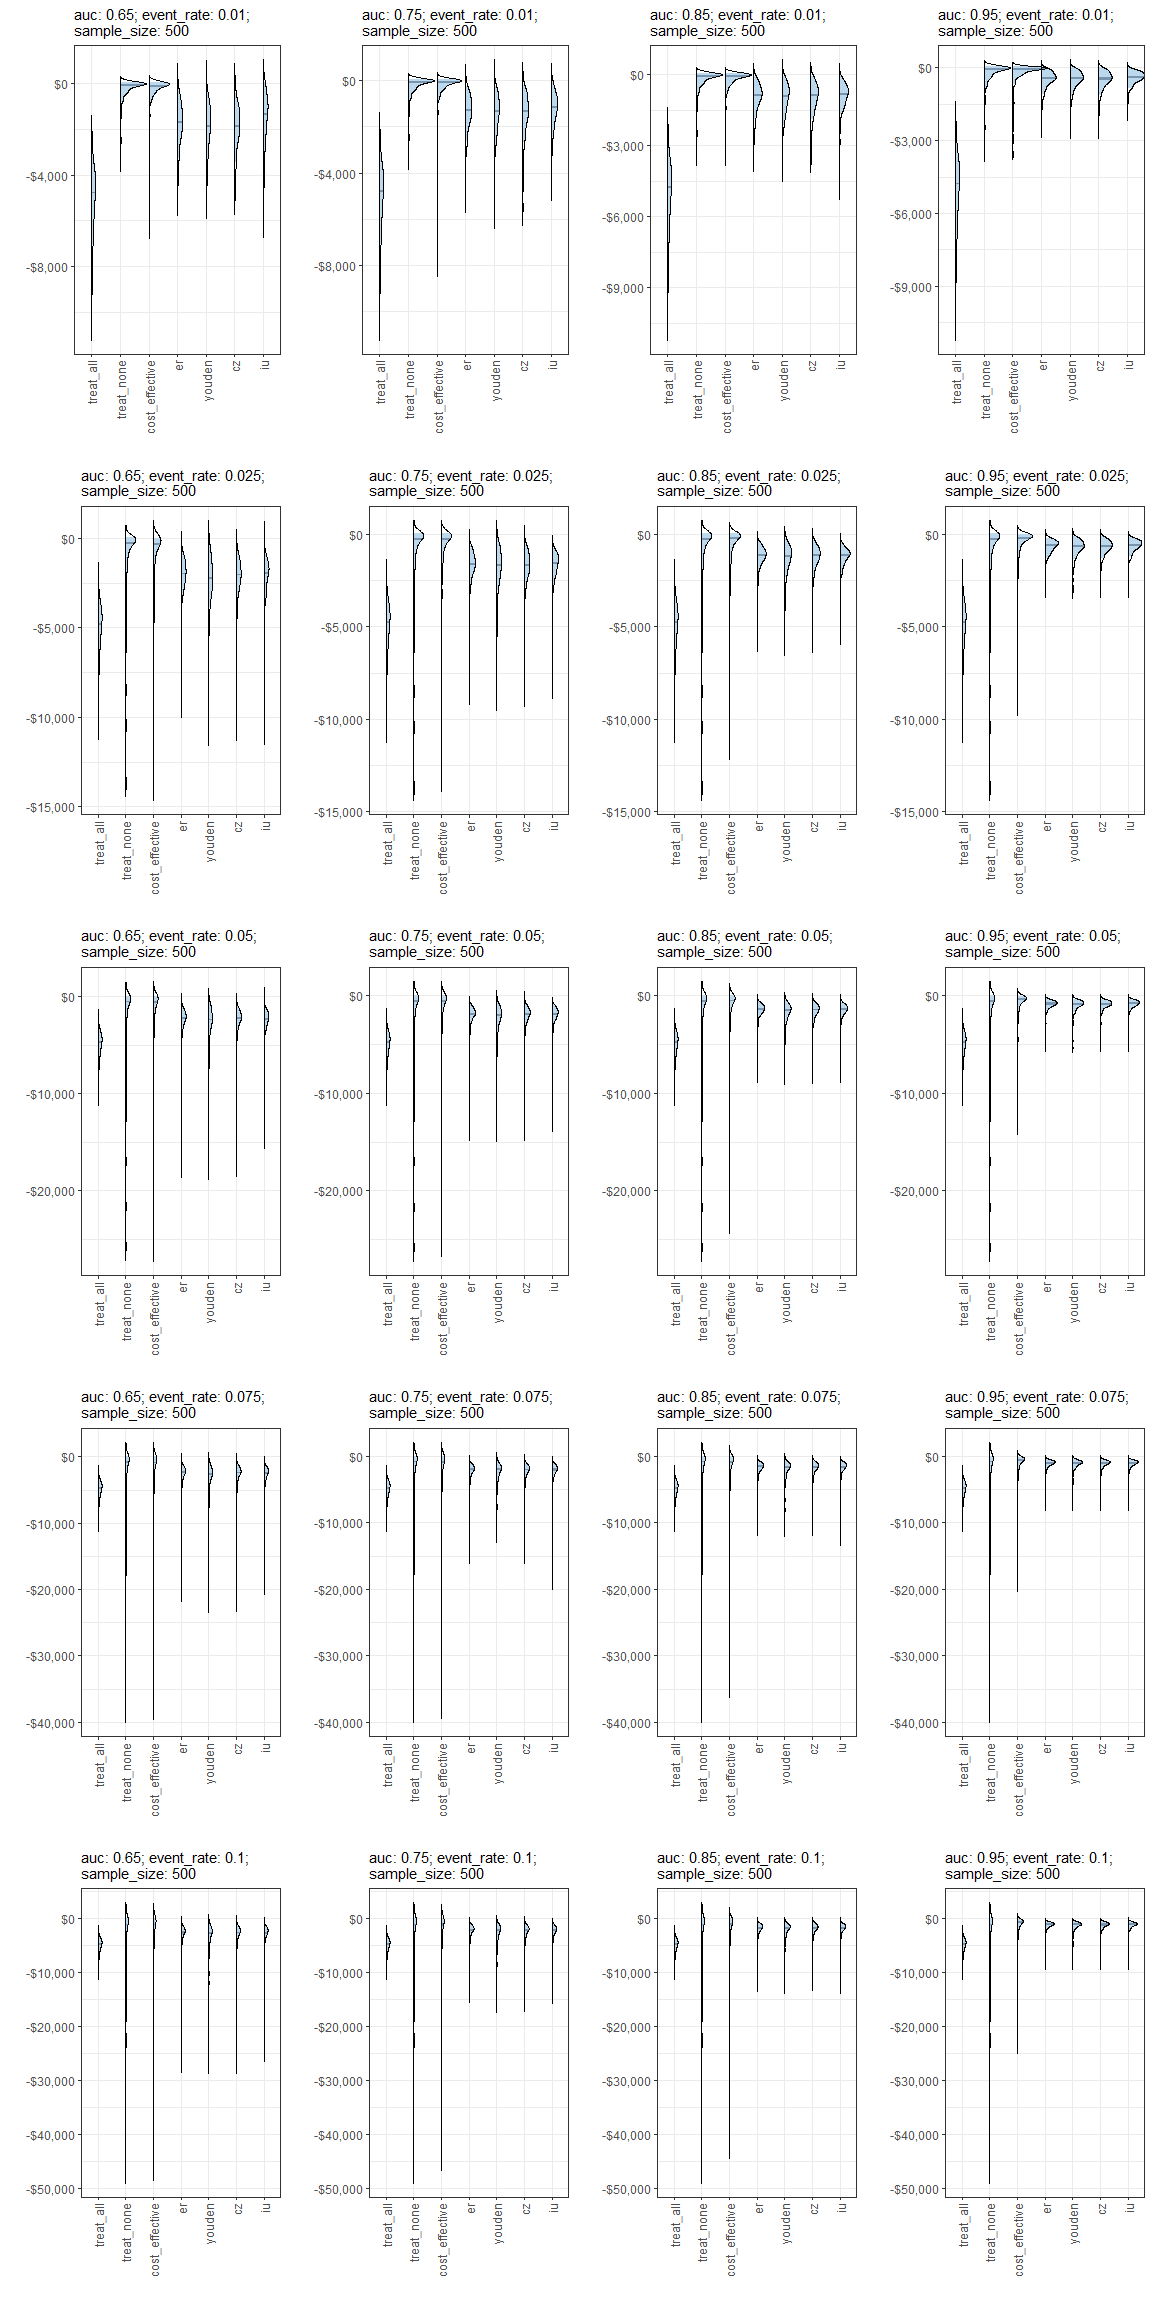 auc: 0.65; event_rate: 0.01;
sample_size: 500
$0
-$4,000
-$8,000
treat_all
treat_none
cost_effective
er
youden
cz
iu
auc: 0.75; event_rate: 0.01;
sample_size: 500
$0
-$4,000
-$8,000
treat_all
treat_none
cost_effective
er
youden
cz
iu
auc: 0.85; event_rate: 0.01;
sample_size: 500
$0
-$3,000
-$6,000
-$9,000
treat_all
treat_none
cost_effective
er
youden
cz
iu
auc: 0.95; event_rate: 0.01;
sample_size: 500
$0
-$3,000
-$6,000
-$9,000
treat_all
treat_none
cost_effective
er
youden
cz
iu
auc: 0.65; event_rate: 0.025;
sample_size: 500
$0
-$5,000
-$10,000
-$15,000
treat_all
treat_none
cost_effective
er
youden
cz
iu
auc: 0.75; event_rate: 0.025;
sample_size: 500
$0
-$5,000
-$10,000
-$15,000
treat_all
treat_none
cost_effective
er
youden
cz
iu
auc: 0.85; event_rate: 0.025;
sample_size: 500
$0
-$5,000
-$10,000
-$15,000
treat_all
treat_none
cost_effective
er
youden
cz
iu
auc: 0.95; event_rate: 0.025;
sample_size: 500
$0
-$5,000
-$10,000
-$15,000
treat_all
treat_none
cost_effective
er
youden
cz
iu
auc: 0.65; event_rate: 0.05;
sample_size: 500
$0
-$10,000
-$20,000
treat_all
treat_none
cost_effective
er
youden
cz
iu
auc: 0.75; event_rate: 0.05;
sample_size: 500
$0
-$10,000
-$20,000
treat_all
treat_none
cost_effective
er
youden
cz
iu
auc: 0.85; event_rate: 0.05;
sample_size: 500
$0
-$10,000
-$20,000
treat_all
treat_none
cost_effective
er
youden
cz
iu
auc: 0.95; event_rate: 0.05;
sample_size: 500
$0
-$10,000
-$20,000
treat_all
treat_none
cost_effective
er
youden
cz
iu
auc: 0.65; event_rate: 0.075;
sample_size: 500
$0
-$10,000
-$20,000
-$30,000
-$40,000
treat_all
treat_none
cost_effective
er
youden
cz
iu
auc: 0.75; event_rate: 0.075;
sample_size: 500
$0
-$10,000
-$20,000
-$30,000
-$40,000
treat_all
treat_none
cost_effective
er
youden
cz
iu
auc: 0.85; event_rate: 0.075;
sample_size: 500
$0
-$10,000
-$20,000
-$30,000
-$40,000
treat_all
treat_none
cost_effective
er
youden
cz
iu
auc: 0.95; event_rate: 0.075;
sample_size: 500
$0
-$10,000
-$20,000
-$30,000
-$40,000
treat_all
treat_none
cost_effective
er
youden
cz
iu
auc: 0.65; event_rate: 0.1;
sample_size: 500
$0
-$10,000
-$20,000
-$30,000
-$40,000
-$50,000
treat_all
treat_none
cost_effective
er
youden
cz
iu
auc: 0.75; event_rate: 0.1;
sample_size: 500
$0
-$10,000
-$20,000
-$30,000
-$40,000
-$50,000
treat_all
treat_none
cost_effective
er
youden
cz
iu
auc: 0.85; event_rate: 0.1;
sample_size: 500
$0
-$10,000
-$20,000
-$30,000
-$40,000
-$50,000
treat_all
treat_none
cost_effective
er
youden
cz
iu
auc: 0.95; event_rate: 0.1;
sample_size: 500
$0
-$10,000
-$20,000
-$30,000
-$40,000
-$50,000
treat_all
treat_none
cost_effective
er
youden
cz
iu